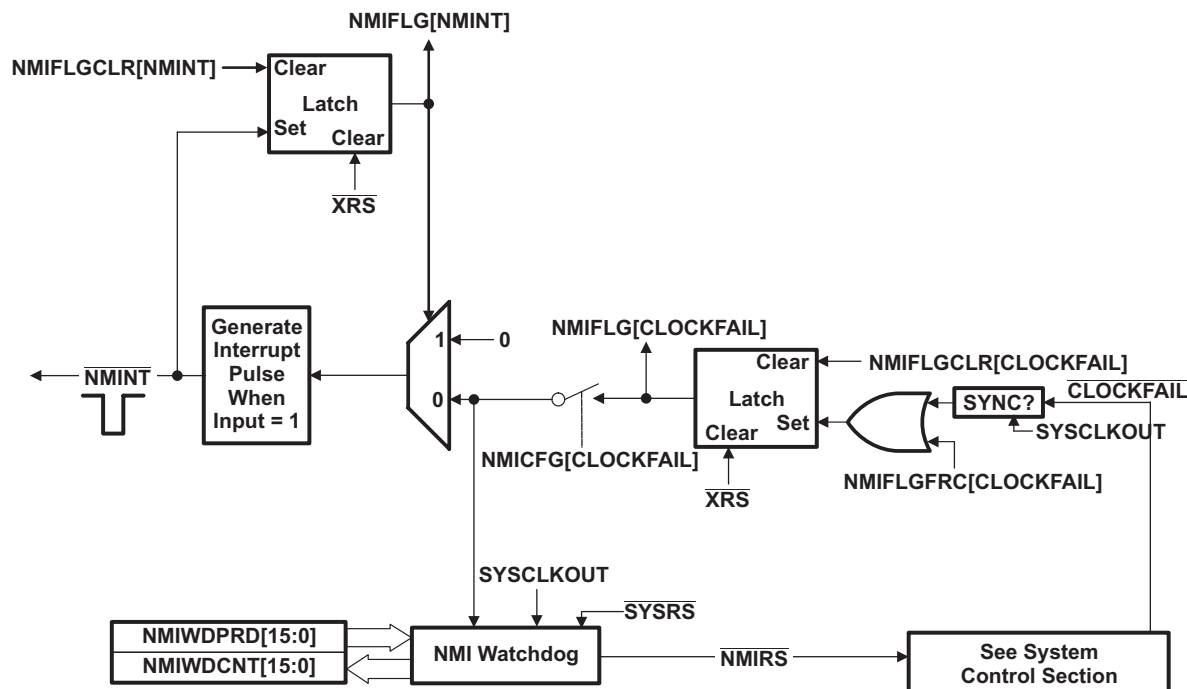 NMIFLG[NMINT]
NMIFLGCLR[NMINT]
Clear
Latch
Set
Clear
XRS
Generate
Interrupt
Pulse
When
Input = 1
NMINT
1
0
0
NMIFLG[CLOCKFAIL]
NMICFG[CLOCKFAIL]
Clear
Latch
Clear
Set
XRS
NMIFLGCLR[CLOCKFAIL]
CLOCKFAIL
SYNC?
SYSCLKOUT
NMIFLGFRC[CLOCKFAIL]
SYSCLKOUT
SYSRS
NMIWDPRD[15:0]
NMIWDCNT[15:0]
NMI Watchdog
NMIRS
See System
Control Section